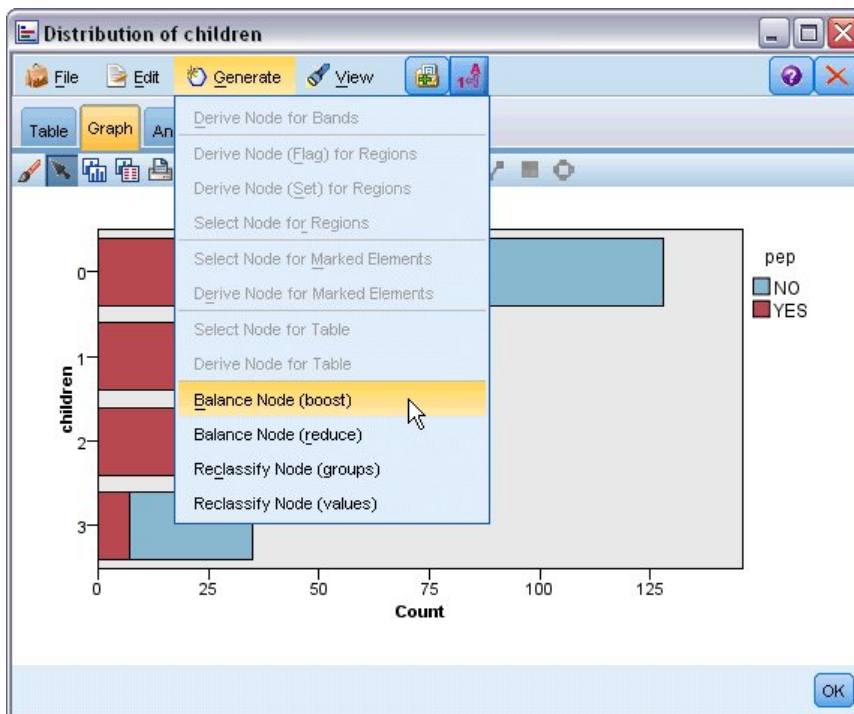 Distribution of children
File Edit Generate View
Table Graph An
Derive Node for Bands
Derive Node (Flag) for Regions
Derive Node (Set) for Regions
Select Node for Regions
Select Node for Marked Elements
Derive Node for Marked Elements
Select Node for Table
Derive Node for Table
Balance Node (boost)
Balance Node (reduce)
Reclassify Node (groups)
Reclassify Node (values)
pep
NO
YES
children
0
1
2
3
0 25 50 75 100 125
Count
OK